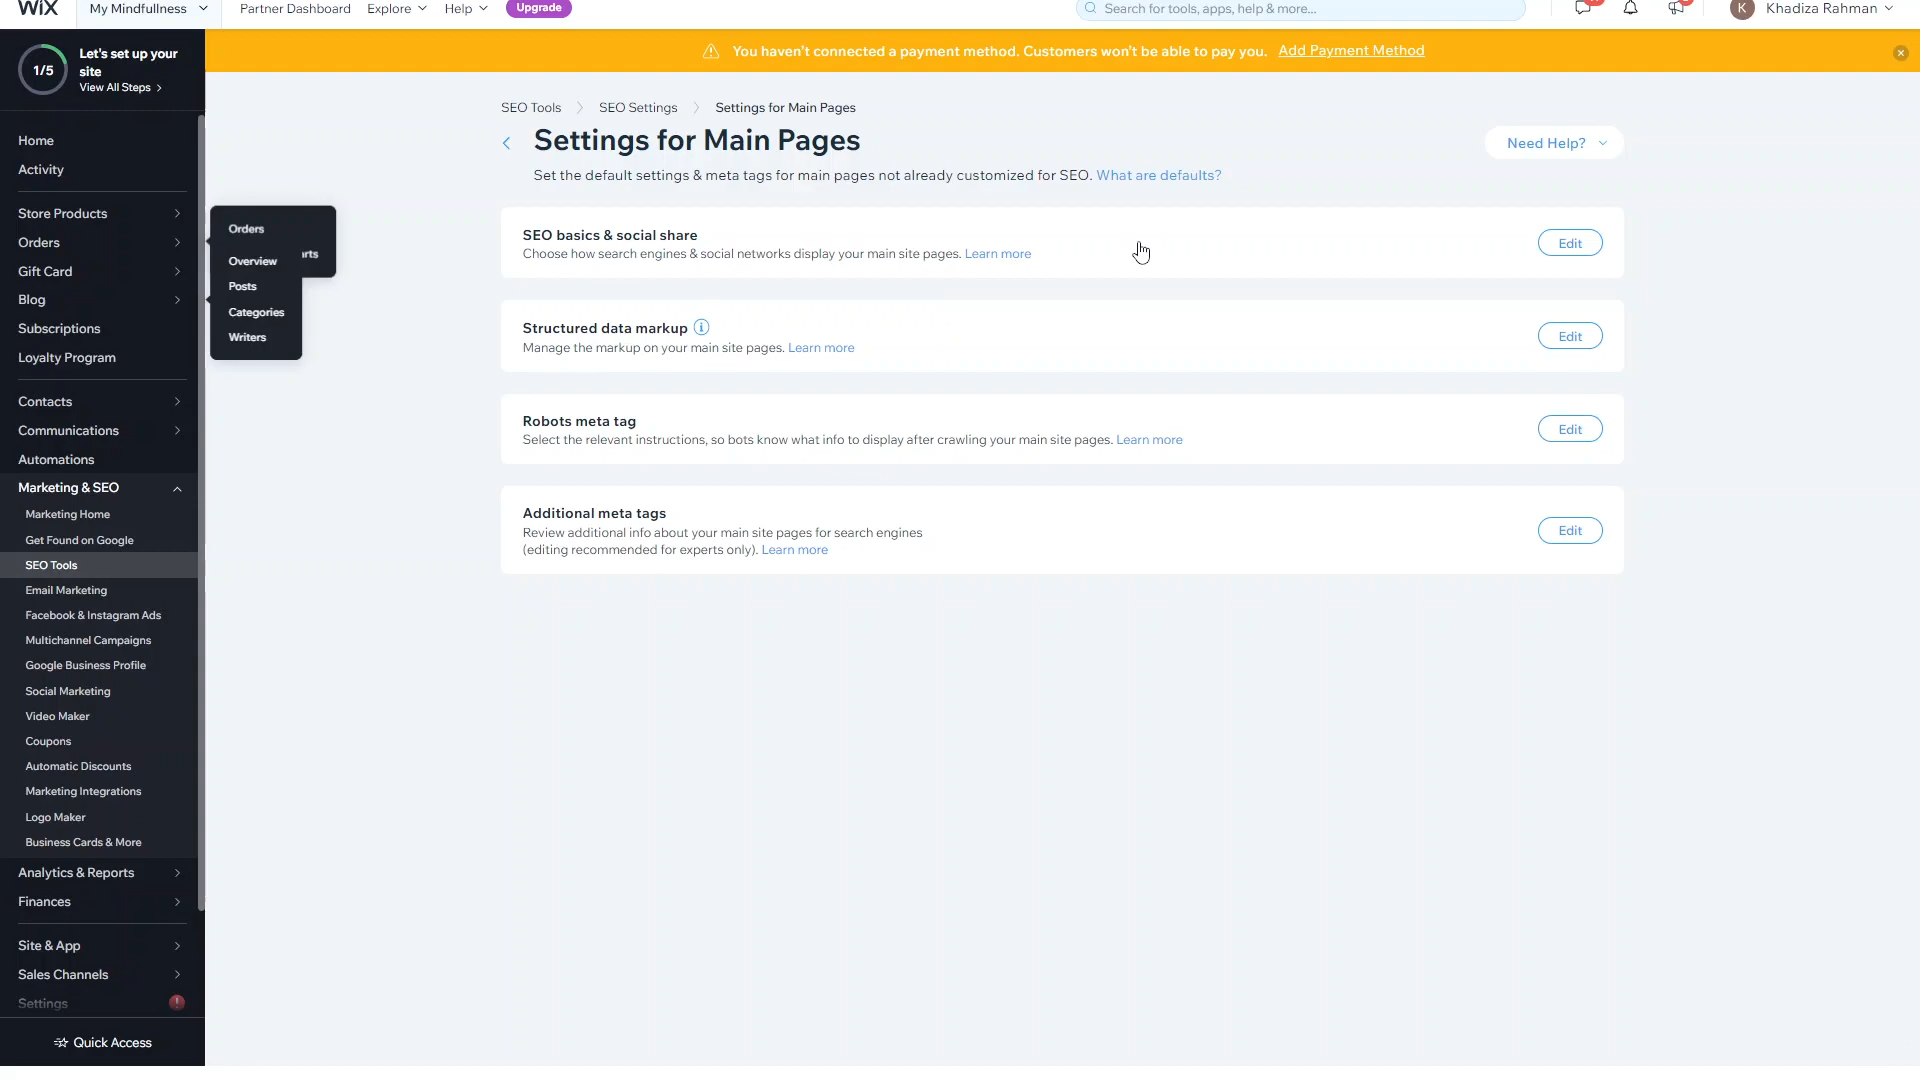 WiX
My Mindfullness
Partner Dashboard
Explore
Help
Upgrade
Search for tools, apps, help & more...
K
Khadiza Rahman
1/5
Let's set up your
site
View All Steps
You haven't connected a payment method. Customers won't be able to pay you. Add Payment Method
Home
Activity
Store Products
Orders
Gift Card
Blog
Subscriptions
Loyalty Program
Contacts
Communications
Automations
Marketing & SEO
Marketing Home
Get Found on Google
SEO Tools
Email Marketing
Facebook & Instagram Ads
Multichannel Campaigns
Google Business Profile
Social Marketing
Video Maker
Coupons
Automatic Discounts
Marketing Integrations
Logo Maker
Business Cards & More
Analytics & Reports
Finances
Site & App
Sales Channels
Settings
Quick Access
Orders
Overview
Posts
Categories
Writers
SEO Tools
SEO Settings
Settings for Main Pages
Settings for Main Pages
Need Help?
Set the default settings & meta tags for main pages not already customized for SEO. What are defaults?
SEO basics & social share
Choose how search engines & social networks display your main site pages. Learn more
Edit
Structured data markup
Manage the markup on your main site pages. Learn more
Edit
Robots meta tag
Select the relevant instructions, so bots know what info to display after crawling your main site pages. Learn more
Edit
Additional meta tags
Review additional info about your main site pages for search engines
(editing recommended for experts only). Learn more
Edit